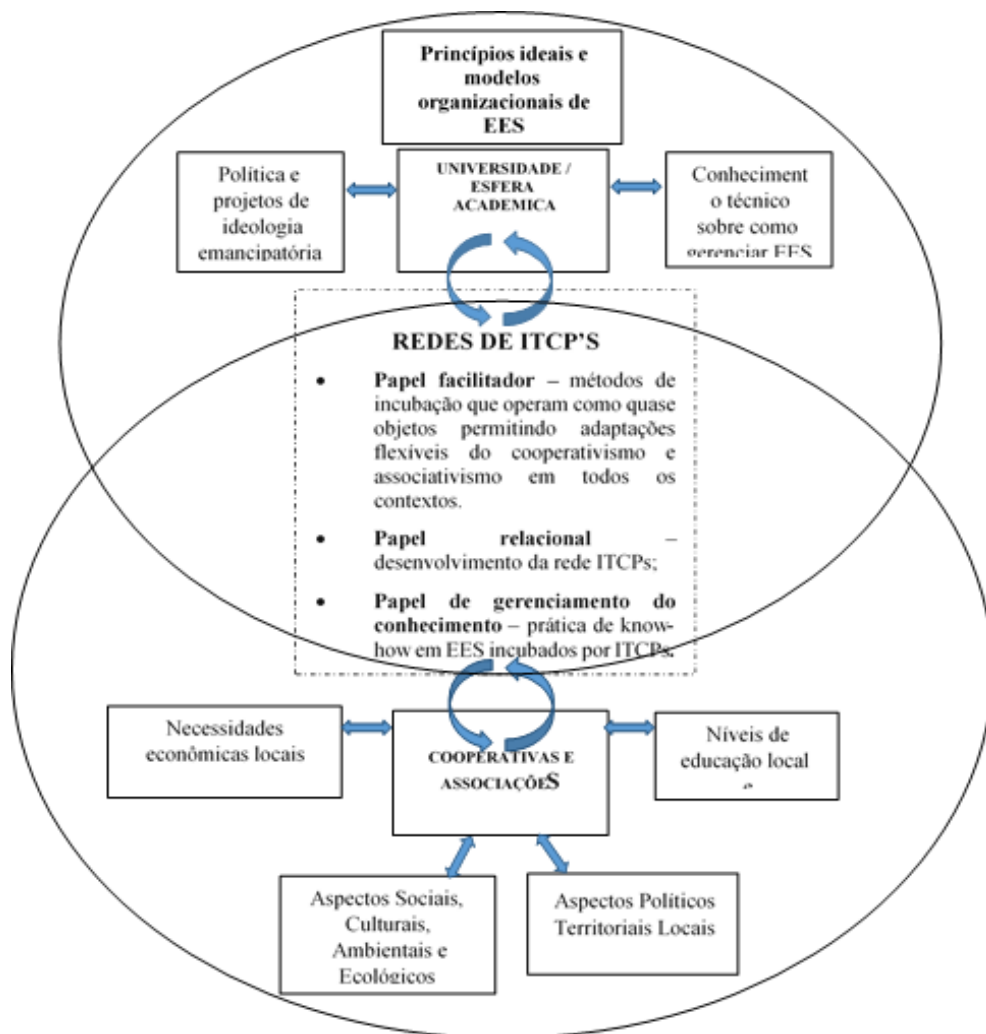 Princípios ideais e
modelos
organizacionais de
EES
Política e
projetos de
ideologia
emancipatória
UNIVERSIDADE /
ESFERA
ACADEMICA
Conheciment
o técnico
sobre como
gerenciar EES
REDES DE ITCP’S
• Papel facilitador – métodos de
incubação que operam como quase
objetos permitindo adaptações
flexíveis do cooperativismo e
associativismo em todos os
contextos.
• Papel relacional –
desenvolvimento da rede ITCPs;
• Papel de gerenciamento do
conhecimento – prática de know-
how em EES incubados por ITCPs.
Necessidades
econômicas locais
COOPERATIVAS E
ASSOCIAÇÕES
Níveis de
educação local
Aspectos Sociais,
Culturais,
Ambientais e
Ecológicos
Aspectos Políticos
Territoriais Locais